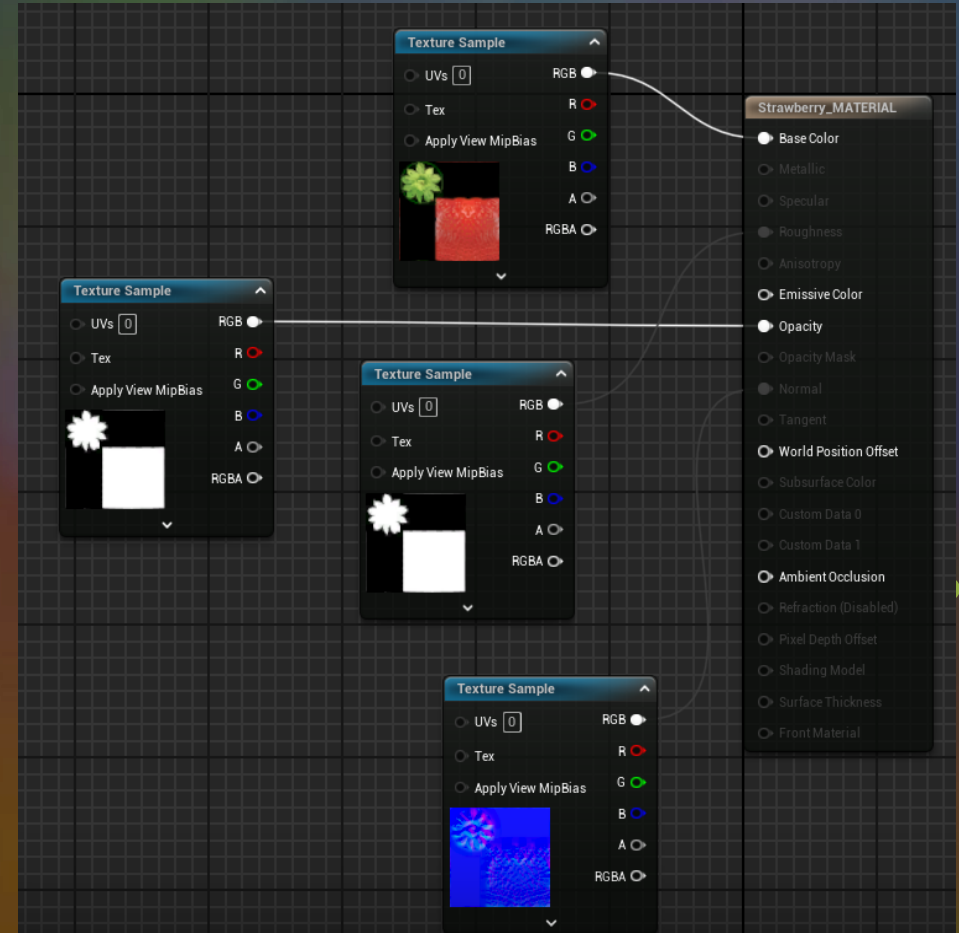 Texture Sample
UVs 0 RGB
Tex R
Apply View MipBias G
B
A
RGBA
Strawberry_MATERIAL
Base Color
Metallic
Specular
Roughness
Anisotropy
Emissive Color
Opacity
Opacity Mask
Normal
Tangent
World Position Offset
Subsurface Color
Custom Data 0
Custom Data 1
Ambient Occlusion
Refraction (Disabled)
Pixel Depth Offset
Shading Model
Surface Thickness
Front Material
Texture Sample
UVs 0 RGB
Tex R
Apply View MipBias G
B
A
RGBA
Texture Sample
UVs 0 RGB
Tex R
Apply View MipBias G
B
A
RGBA
Texture Sample
UVs 0 RGB
Tex R
Apply View MipBias G
B
A
RGBA